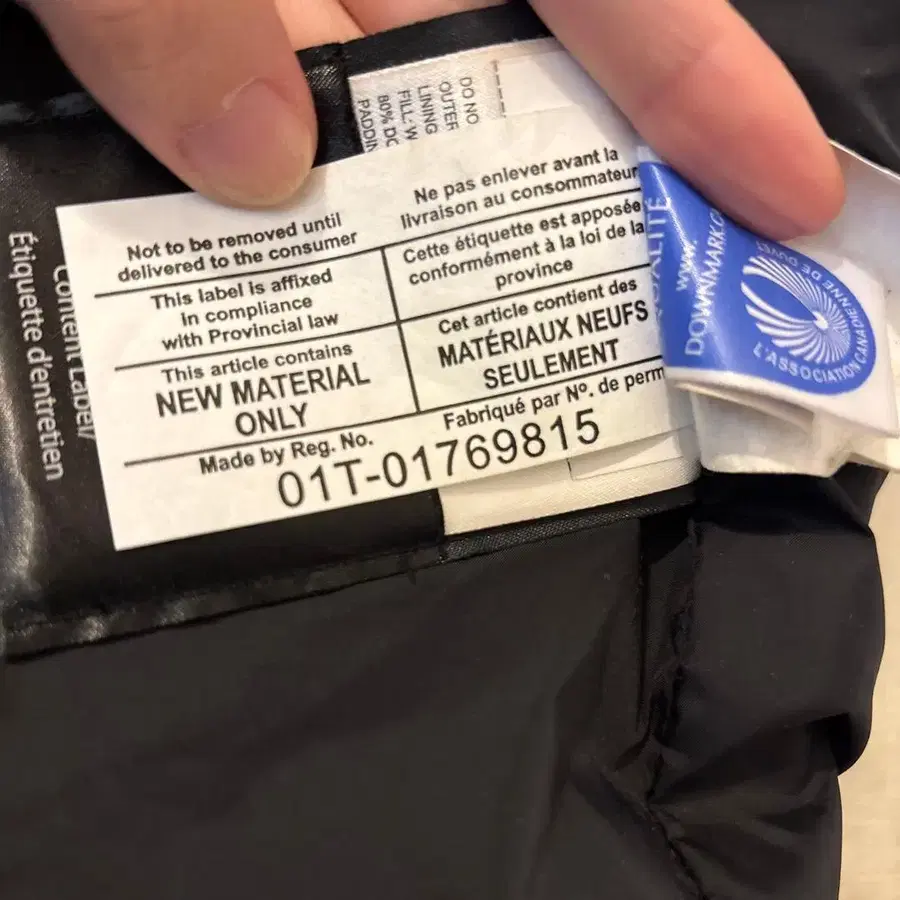 DO NO
OUTER
LINING
FILL: W
80% DO
PADDIN
Not to be removed until
delivered to the consumer
This label is affixed
in compliance
with Provincial law
This article contains
NEW MATERIAL
ONLY
Made by Reg. No.
Ne pas enlever avant la
livraison au consommateur
Cette étiquette est apposée
conformément à la loi de la
province
Cet article contient des
MATÉRIAUX NEUFS
SEULEMENT
Fabriqué par Nº. de perm
01T-01769815
Content Label/
Étiquette d'entretien
UALITÉ
www.
DOWNMARK.C
L'ASSOCIATION CANADIENNE DE DUVET